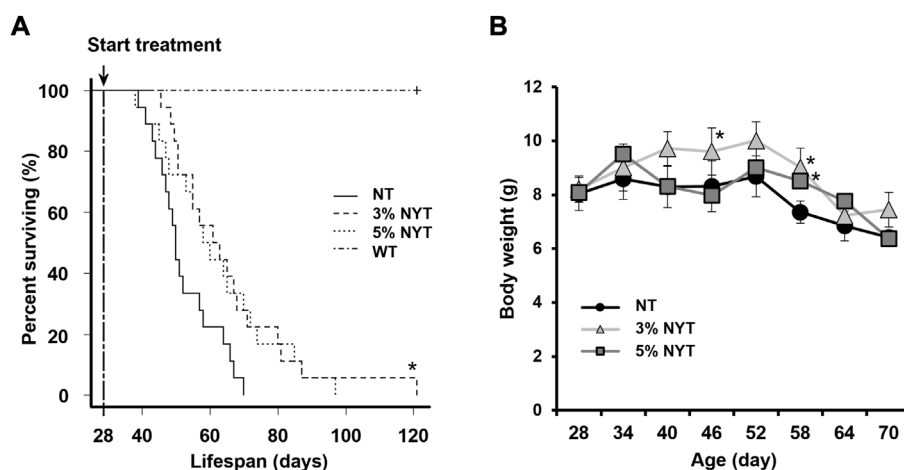 A
Start treatment
100
80
60
40
20
0
Percent surviving (%)
NT
3% NYT
5% NYT
WT
*
28 40 60 80 100 120
Lifespan (days)
B
12
10
8
6
4
2
0
Body weight (g)
*
*
*
NT
3% NYT
5% NYT
28 34 40 46 52 58 64 70
Age (day)